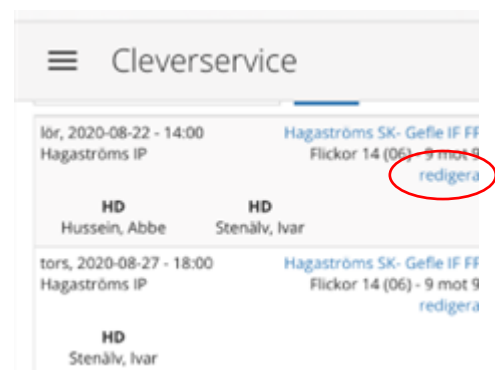 Cleverservice
lör, 2020-08-22 - 14:00 Hagaströms SK- Gefle IF FF
Hagaströms IP Flickor 14 (06) - 9 mot 9
redigera
HD HD
Hussein, Abbe Stenälv, Ivar
tors, 2020-08-27 - 18:00 Hagaströms SK- Gefle IF FF
Hagaströms IP Flickor 14 (06) - 9 mot 9
redigera
HD
Stenälv, Ivar